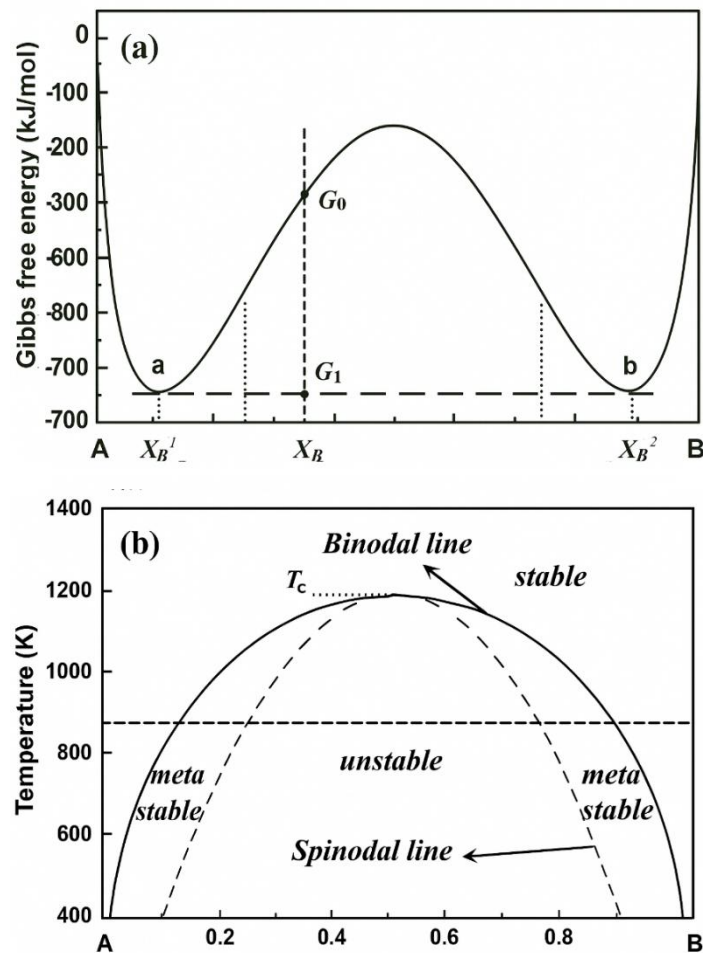 (a)
Gibbs free energy (kJ/mol)
0
-100
-200
-300
-600
-800
-700
-700
G0
G1
a
b
A
XB1
XB
XB2
B
(b)
Temperature (K)
1400
1200
1000
800
600
400
Tc
Binodal line
stable
unstable
meta
stable
meta
stable
Spinodal line
A
0.2
0.4
0.6
0.8
B